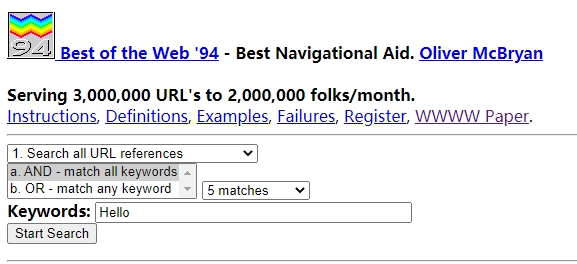 94 Best of the Web '94 - Best Navigational Aid. Oliver McBryan
Serving 3,000,000 URL's to 2,000,000 folks/month.
Instructions, Definitions, Examples, Failures, Register, WWWW Paper.
1. Search all URL references
a. AND - match all keywords
b. OR - match any keyword 5 matches
Keywords: Hello
Start Search